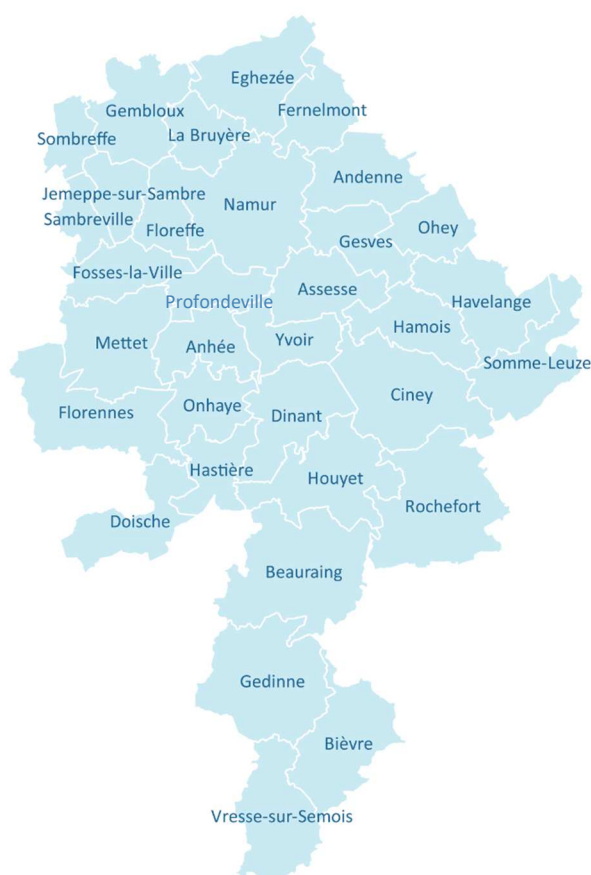 Eghezée
Gembloux
Fernelmont
La Bruyère
Sombreffe
Andenne
Jemeppe-sur-Sambre
Namur
Sambreville
Floreffe
Ohey
Gesves
Fosses-la-Ville
Assesse
Profondeville
Havelange
Hamois
Mettet
Anhée
Yvoir
Somme-Leuze
Ciney
Florennes
Onhaye
Dinant
Hastière
Houyet
Rochefort
Doische
Beauraing
Gedinne
Bièvre
Vresse-sur-Semois